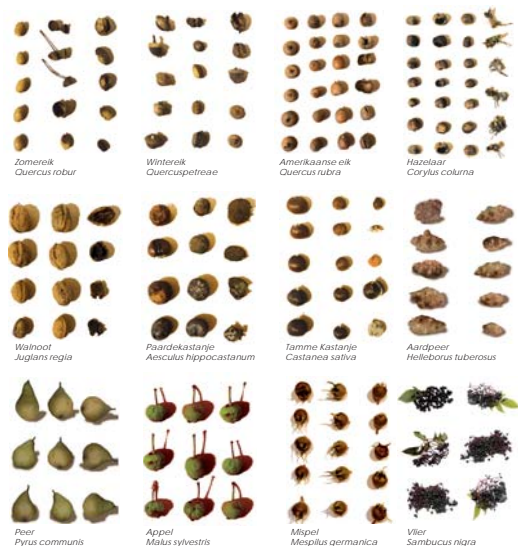 Zomereik
Quercus robur
Wintereik
Quercuspetreae
Amerikaanse eik
Quercus rubra
Hazelaar
Corylus colurna
Walnoot
Juglans regia
Paardekastanje
Aesculus hippocastanum
Tamme Kastanje
Castanea sativa
Aardpeer
Helleborus tuberosus
Peer
Pyrus communis
Appel
Malus sylvestris
Mispel
Mespilus germanica
Vlier
Sambucus nigra